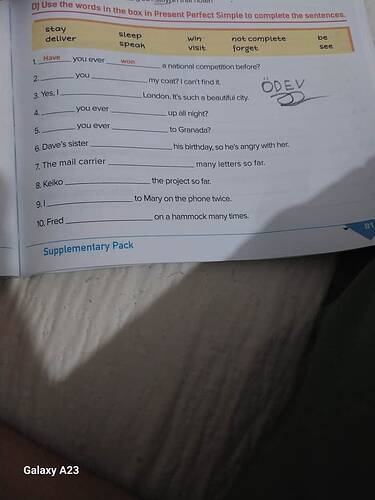 D) Use the words in the box in Present Perfect Simple to complete the sentences.
stay sleep win not complete be
deliver speak visit forget see
1. Have you ever won a national competition before?
2. you my coat? I can't find it.
3. Yes, I London. It's such a beautiful city.
ÖDEV
4. you ever up all night?
5. you ever to Granada?
6. Dave's sister his birthday, so he's angry with her.
7. The mail carrier many letters so far.
8. Keiko the project so far.
9. I to Mary on the phone twice.
10. Fred on a hammock many times.
81
Supplementary Pack
Galaxy A23